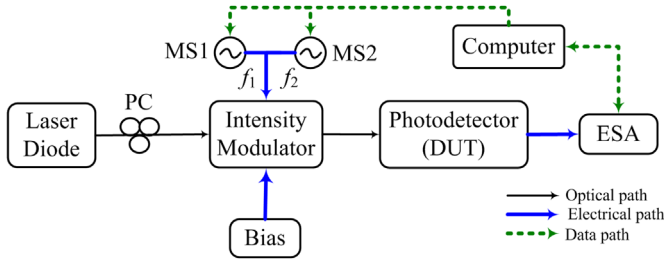 MS1
MS2
f1
f2
Computer
PC
Laser
Diode
Intensity
Modulator
Photodetector
(DUT)
ESA
Bias
Optical path
Electrical path
Data path